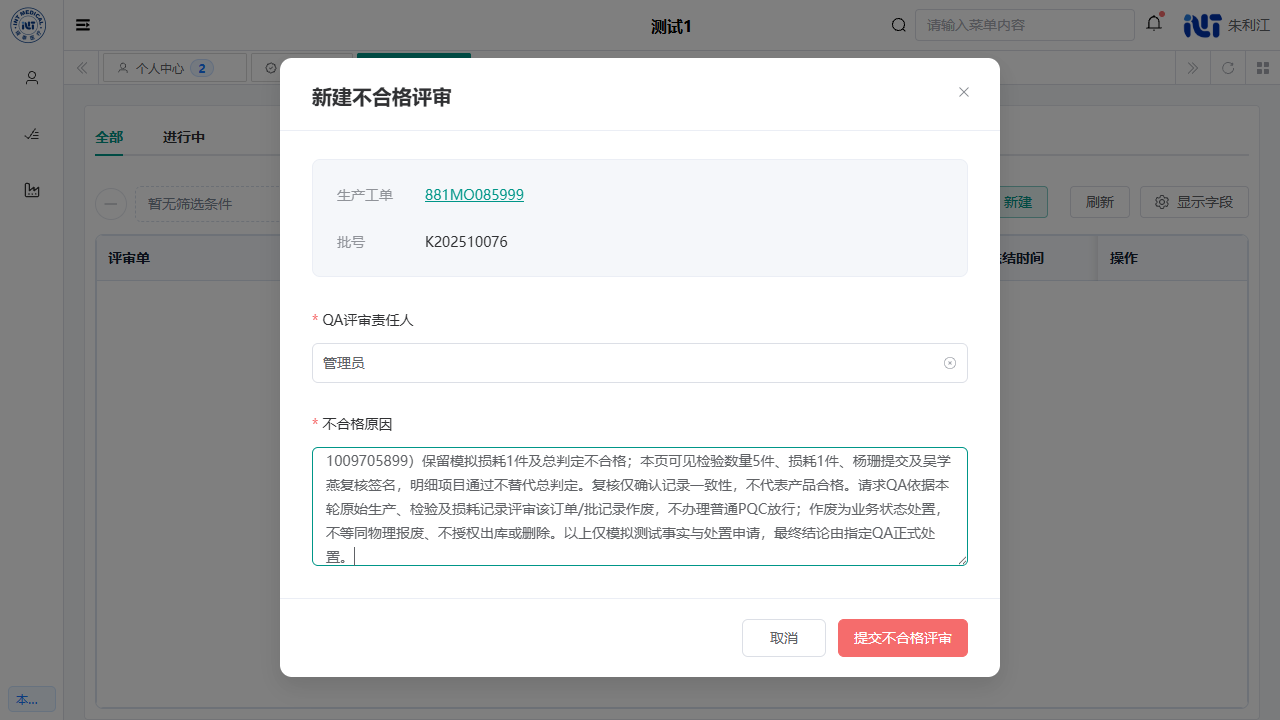 测试1
请输入菜单内容
朱利江
个人中心 2
全部
进行中
暂无筛选条件
新建
刷新
显示字段
评审单
结时间
操作
本...
新建不合格评审
生产工单
881MO085999
批号
K202510076
* QA评审责任人
管理员
* 不合格原因
1009705899）保留模拟损耗1件及总判定不合格；本页可见检验数量5件、损耗1件、杨珊提交及吴学
燕复核签名，明细项目通过不替代总判定。复核仅确认记录一致性，不代表产品合格。请求QA依据本
轮原始生产、检验及损耗记录评审该订单/批记录作废，不办理普通PQC放行；作废为业务状态处置，
不等同物理报废、不授权出库或删除。以上仅模拟测试事实与处置申请，最终结论由指定QA正式处
置。
取消
提交不合格评审